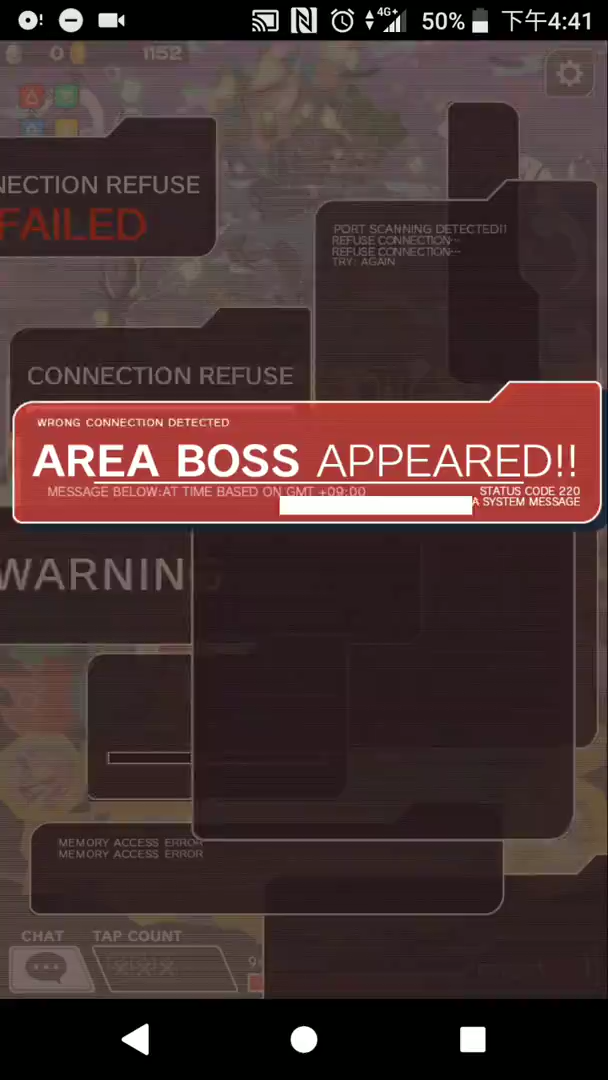 4G+
50%
下午4:41
0
1152
NECTION REFUSE
FAILED
PORT SCANNING DETECTED!!
REFUSE CONNECTION...
REFUSE CONNECTION...
TRY: AGAIN
CONNECTION REFUSE
WRONG CONNECTION DETECTED
AREA BOSS APPEARED!!
MESSAGE BELOW:AT TIME BASED ON GMT +09:00
STATUS CODE 220
A SYSTEM MESSAGE
WARNING
MEMORY ACCESS ERROR
MEMORY ACCESS ERROR
CHAT
TAP COUNT